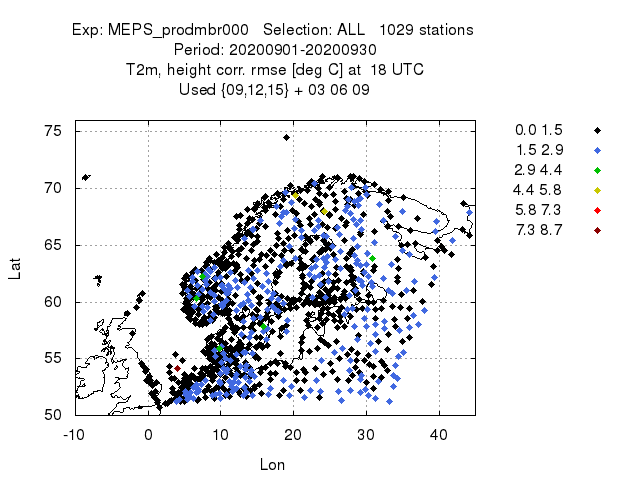 Exp: MEPS_prodmbr000 Selection: ALL 1029 stations
Period: 20200901-20200930
T2m, height corr. rmse [deg C] at 18 UTC
Used {09,12,15} + 03 06 09
75
70
65
60
55
50
Lat
-10 0 10 20 30 40
Lon
0.0 1.5
1.5 2.9
2.9 4.4
4.4 5.8
5.8 7.3
7.3 8.7